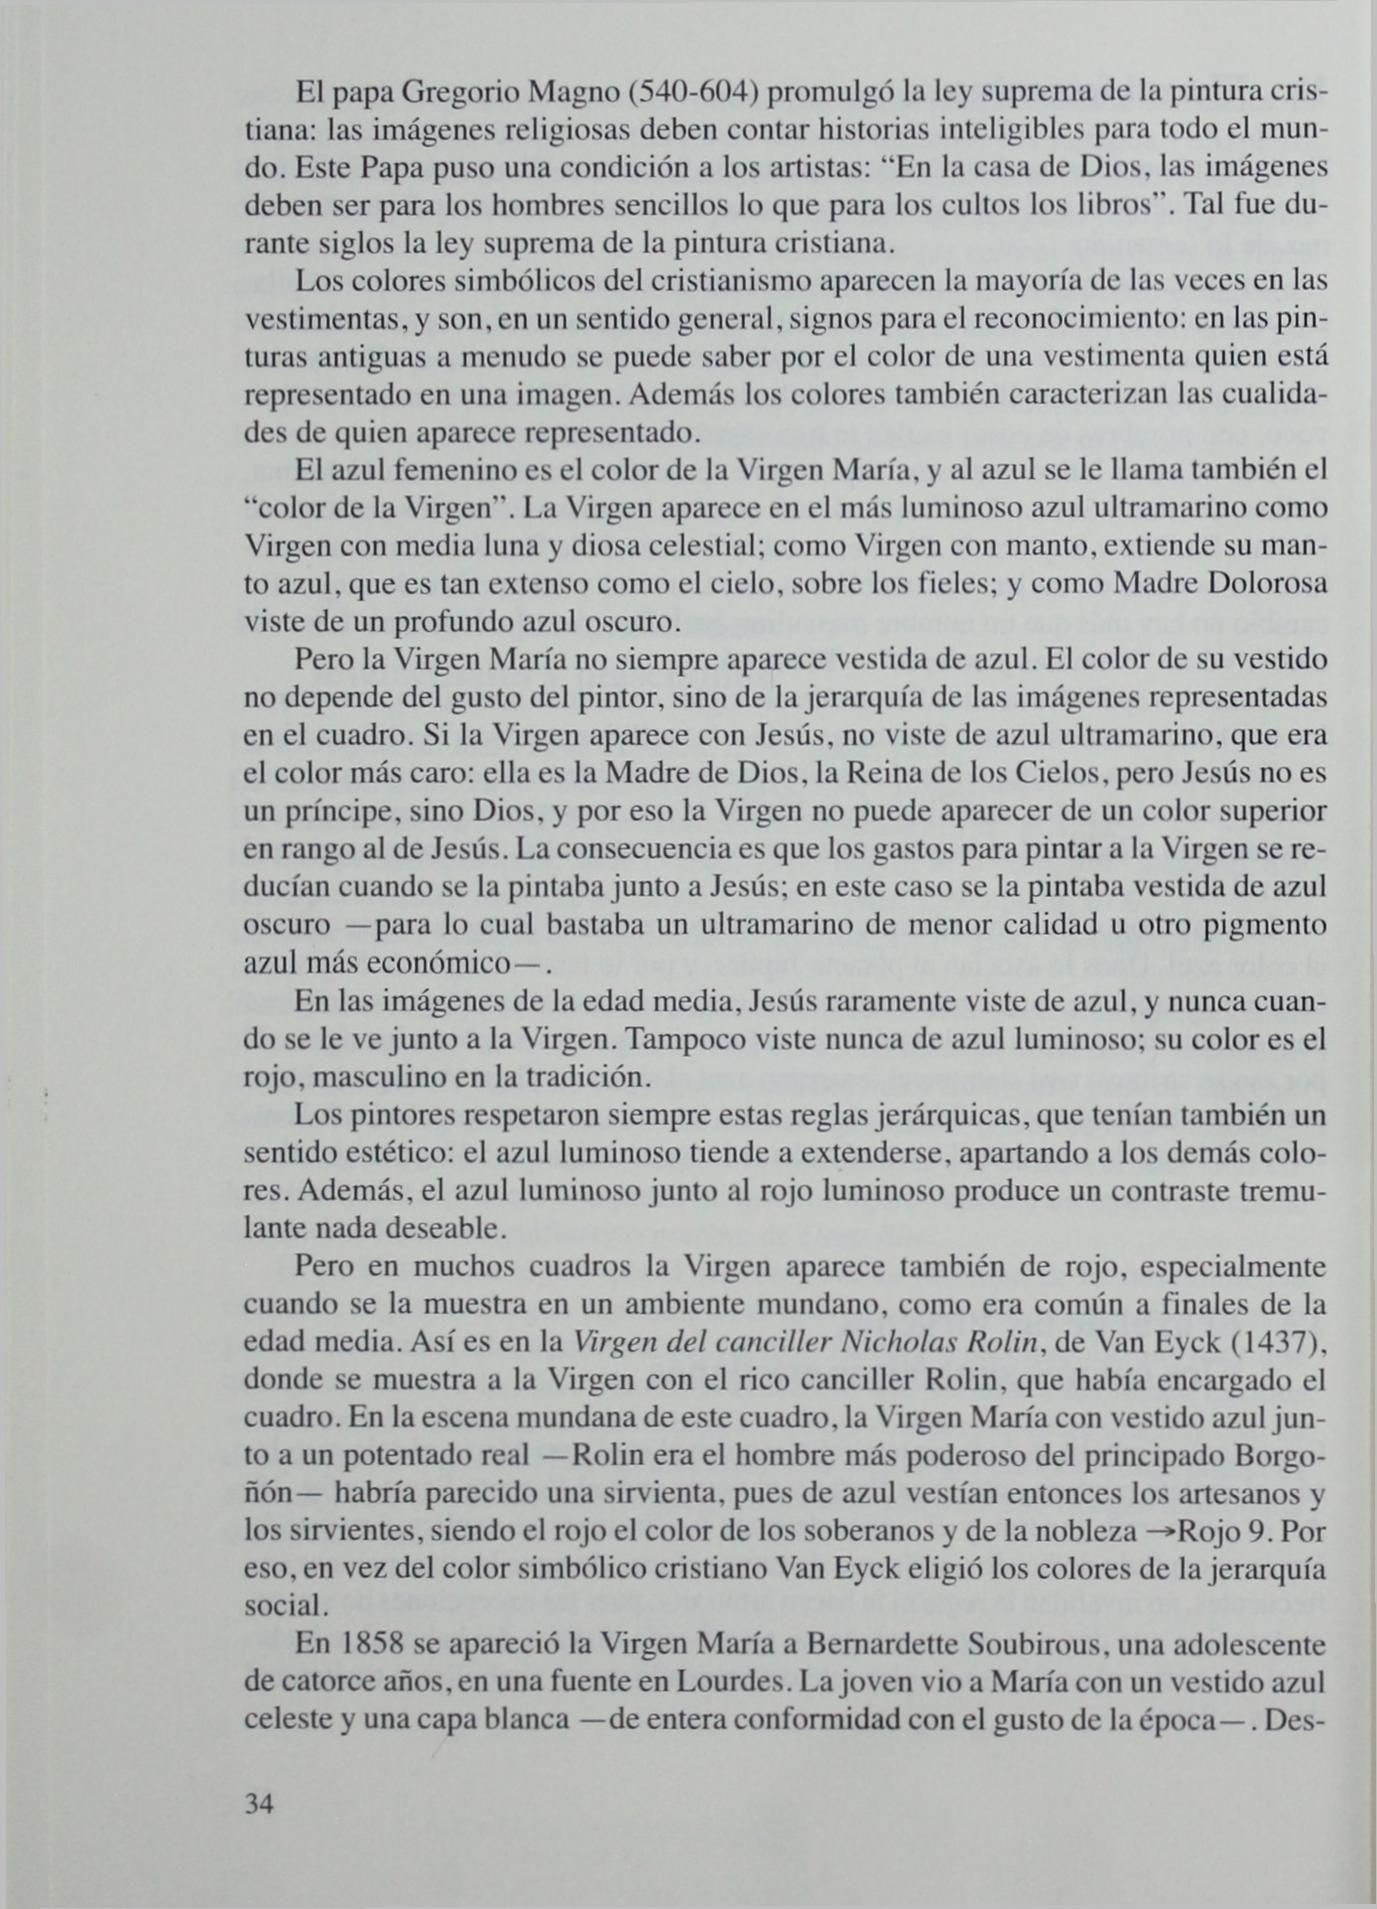 El papa Gregorio Magno (540-604) promulgó la ley suprema de la pintura cris-
tiana: las imágenes religiosas deben contar historias inteligibles para todo el mun-
do. Este Papa puso una condición a los artistas: “En la casa de Dios, las imágenes
deben ser para los hombres sencillos lo que para los cultos los libros”. Tal fue du-
rante siglos la ley suprema de la pintura cristiana.
Los colores simbólicos del cristianismo aparecen la mayoría de las veces en las
vestimentas, y son, en un sentido general, signos para el reconocimiento: en las pin-
turas antiguas a menudo se puede saber por el color de una vestimenta quien está
representado en una imagen. Además los colores también caracterizan las cualida-
des de quien aparece representado.
El azul femenino es el color de la Virgen María, y al azul se le llama también el
“color de la Virgen”. La Virgen aparece en el más luminoso azul ultramarino como
Virgen con media luna y diosa celestial; como Virgen con manto, extiende su man-
to azul, que es tan extenso como el cielo, sobre los fieles; y como Madre Dolorosa
viste de un profundo azul oscuro.
Pero la Virgen María no siempre aparece vestida de azul. El color de su vestido
no depende del gusto del pintor, sino de la jerarquía de las imágenes representadas
en el cuadro. Si la Virgen aparece con Jesús, no viste de azul ultramarino, que era
el color más caro: ella es la Madre de Dios, la Reina de los Cielos, pero Jesús no es
un príncipe, sino Dios, y por eso la Virgen no puede aparecer de un color superior
en rango al de Jesús. La consecuencia es que los gastos para pintar a la Virgen se re-
ducían cuando se la pintaba junto a Jesús; en este caso se la pintaba vestida de azul
oscuro —para lo cual bastaba un ultramarino de menor calidad u otro pigmento
azul más económico—.
En las imágenes de la edad media, Jesús raramente viste de azul, y nunca cuan-
do se le ve junto a la Virgen. Tampoco viste nunca de azul luminoso; su color es el
rojo, masculino en la tradición.
Los pintores respetaron siempre estas reglas jerárquicas, que tenían también un
sentido estético: el azul luminoso tiende a extenderse, apartando a los demás colo-
res. Además, el azul luminoso junto al rojo luminoso produce un contraste tremu-
lante nada deseable.
Pero en muchos cuadros la Virgen aparece también de rojo, especialmente
cuando se la muestra en un ambiente mundano, como era común a finales de la
edad media. Así es en la Virgen del canciller Nicholas Rolin, de Van Eyck (1437),
donde se muestra a la Virgen con el rico canciller Rolin, que había encargado el
cuadro. En la escena mundana de este cuadro, la Virgen María con vestido azul jun-
to a un potentado real —Rolin era el hombre más poderoso del principado Borgo-
ñón— habría parecido una sirvienta, pues de azul vestían entonces los artesanos y
los sirvientes, siendo el rojo el color de los soberanos y de la nobleza →Rojo 9. Por
eso, en vez del color simbólico cristiano Van Eyck eligió los colores de la jerarquía
social.
En 1858 se apareció la Virgen María a Bernardette Soubirous, una adolescente
de catorce años, en una fuente en Lourdes. La joven vio a María con un vestido azul
celeste y una capa blanca —de entera conformidad con el gusto de la época—. Des-
34